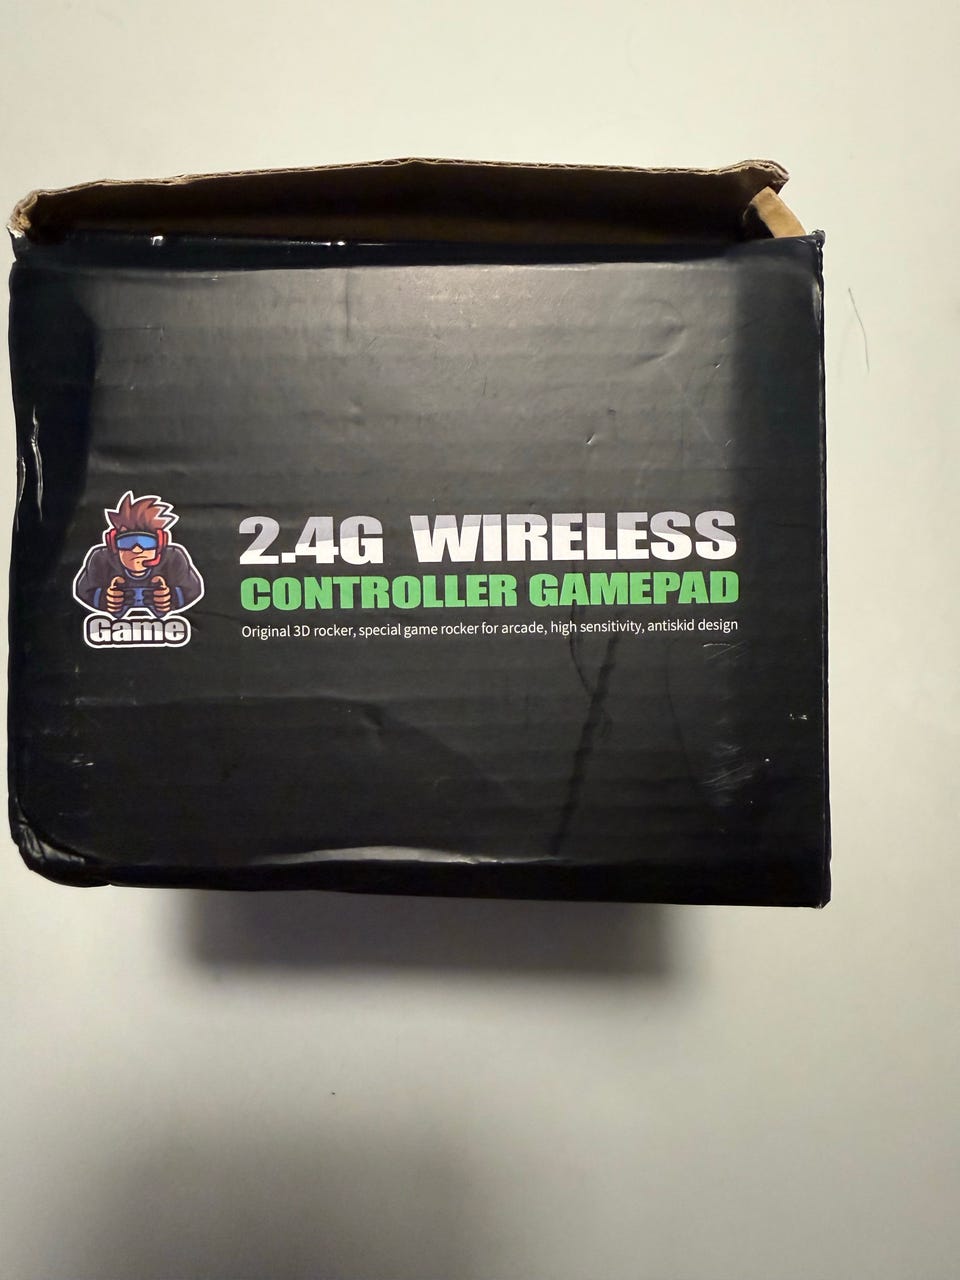 2.4G WIRELESS
CONTROLLER GAMEPAD
Original 3D rocker, special game rocker for arcade, high sensitivity, antiskid design
Game